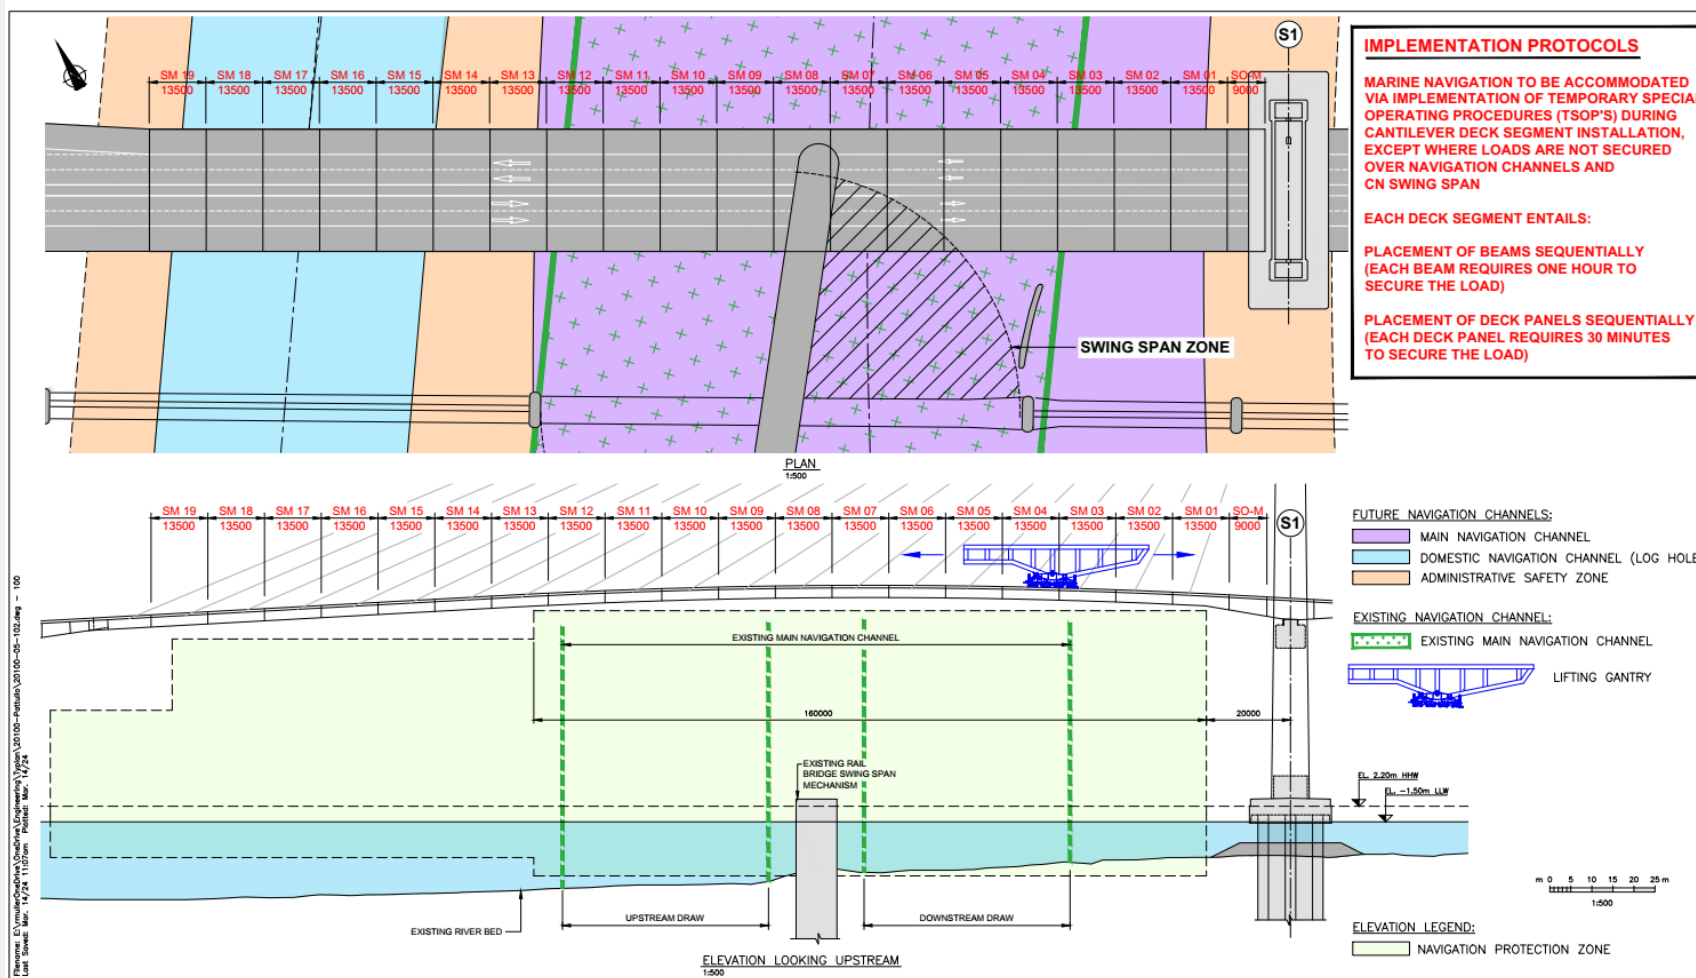 S1
SM 19 SM 18 SM 17 SM 16 SM 15 SM 14 SM 13 SM 12 SM 11 SM 10 SM 09 SM 08 SM 07 SM 06 SM 05 SM 04 SM 03 SM 02 SM 01 SO-M
13500 13500 13500 13500 13500 13500 13500 13500 13500 13500 13500 13500 13500 13500 13500 13500 13500 13500 13500 9000
SWING SPAN ZONE
PLAN
1:500
IMPLEMENTATION PROTOCOLS
MARINE NAVIGATION TO BE ACCOMMODATED
VIA IMPLEMENTATION OF TEMPORARY SPECIAL
OPERATING PROCEDURES (TSOP'S) DURING
CANTILEVER DECK SEGMENT INSTALLATION,
EXCEPT WHERE LOADS ARE NOT SECURED
OVER NAVIGATION CHANNELS AND
CN SWING SPAN
EACH DECK SEGMENT ENTAILS:
PLACEMENT OF BEAMS SEQUENTIALLY
(EACH BEAM REQUIRES ONE HOUR TO
SECURE THE LOAD)
PLACEMENT OF DECK PANELS SEQUENTIALLY
(EACH DECK PANEL REQUIRES 30 MINUTES
TO SECURE THE LOAD)
SM 19 SM 18 SM 17 SM 16 SM 15 SM 14 SM 13 SM 12 SM 11 SM 10 SM 09 SM 08 SM 07 SM 06 SM 05 SM 04 SM 03 SM 02 SM 01 SO-M
13500 13500 13500 13500 13500 13500 13500 13500 13500 13500 13500 13500 13500 13500 13500 13500 13500 13500 13500 9000
S1
EXISTING MAIN NAVIGATION CHANNEL
160000
20000
EXISTING RAIL
BRIDGE SWING SPAN
MECHANISM
EL. 2.20m HHW
EL. -1.50m LLW
UPSTREAM DRAW
DOWNSTREAM DRAW
EXISTING RIVER BED
ELEVATION LOOKING UPSTREAM
1:500
FUTURE NAVIGATION CHANNELS:
MAIN NAVIGATION CHANNEL
DOMESTIC NAVIGATION CHANNEL (LOG HOLE
ADMINISTRATIVE SAFETY ZONE
EXISTING NAVIGATION CHANNEL:
EXISTING MAIN NAVIGATION CHANNEL
LIFTING GANTRY
m 0 5 10 15 20 25 m
1:500
ELEVATION LEGEND:
NAVIGATION PROTECTION ZONE
Last Saved: Mar. 14/24 11:07am Plotted: Mar. 14/24